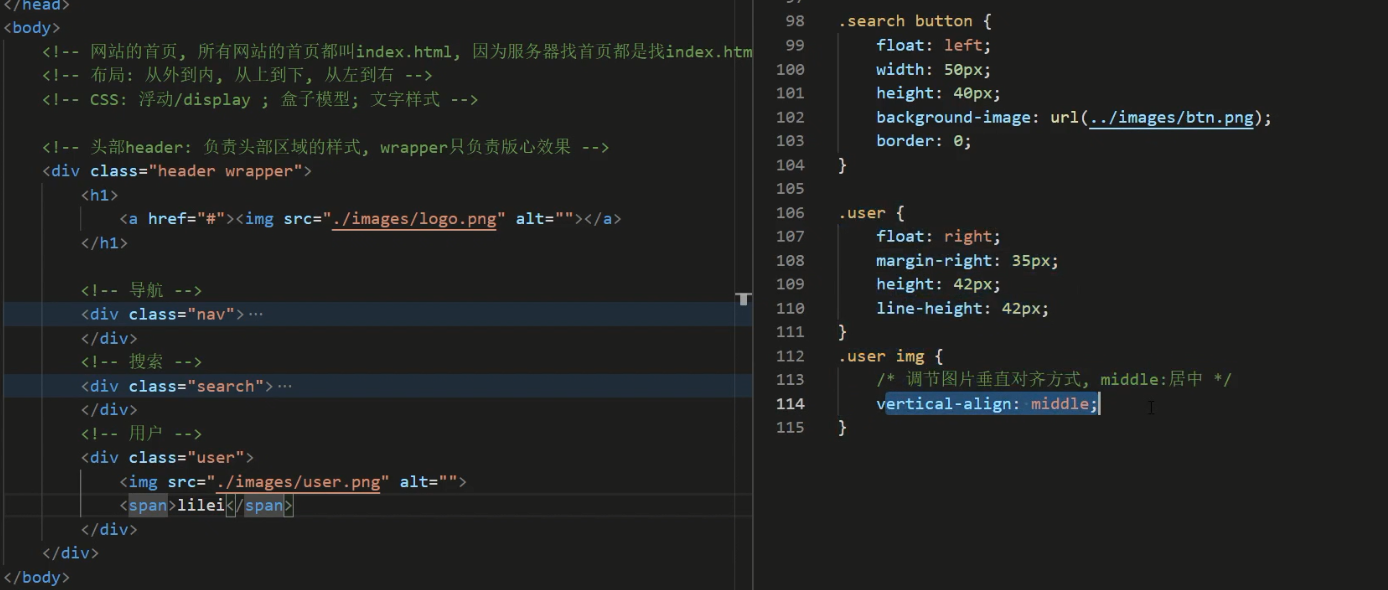 </head>
<body>
<!-- 网站的首页, 所有网站的首页都叫index.html, 因为服务器找首页都是找index.htm
<!-- 布局: 从外到内, 从上到下, 从左到右 -->
<!-- CSS: 浮动/display ; 盒子模型; 文字样式 -->
<!-- 头部header: 负责头部区域的样式, wrapper只负责版心效果 -->
<div class="header wrapper">
<h1>
<a href="#"><img src="./images/logo.png" alt=""></a>
</h1>
<!-- 导航 -->
<div class="nav">···
</div>
<!-- 搜索 -->
<div class="search">···
</div>
<!-- 用户 -->
<div class="user">
<img src="./images/user.png" alt="">
<span>lilei</span>
</div>
</div>
</body>
98 .search button {
99 float: left;
100 width: 50px;
101 height: 40px;
102 background-image: url(../images/btn.png);
103 border: 0;
104 }
105
106 .user {
107 float: right;
108 margin-right: 35px;
109 height: 42px;
110 line-height: 42px;
111 }
112 .user img {
113 /* 调节图片垂直对齐方式, middle:居中 */
114 vertical-align: middle;
115 }